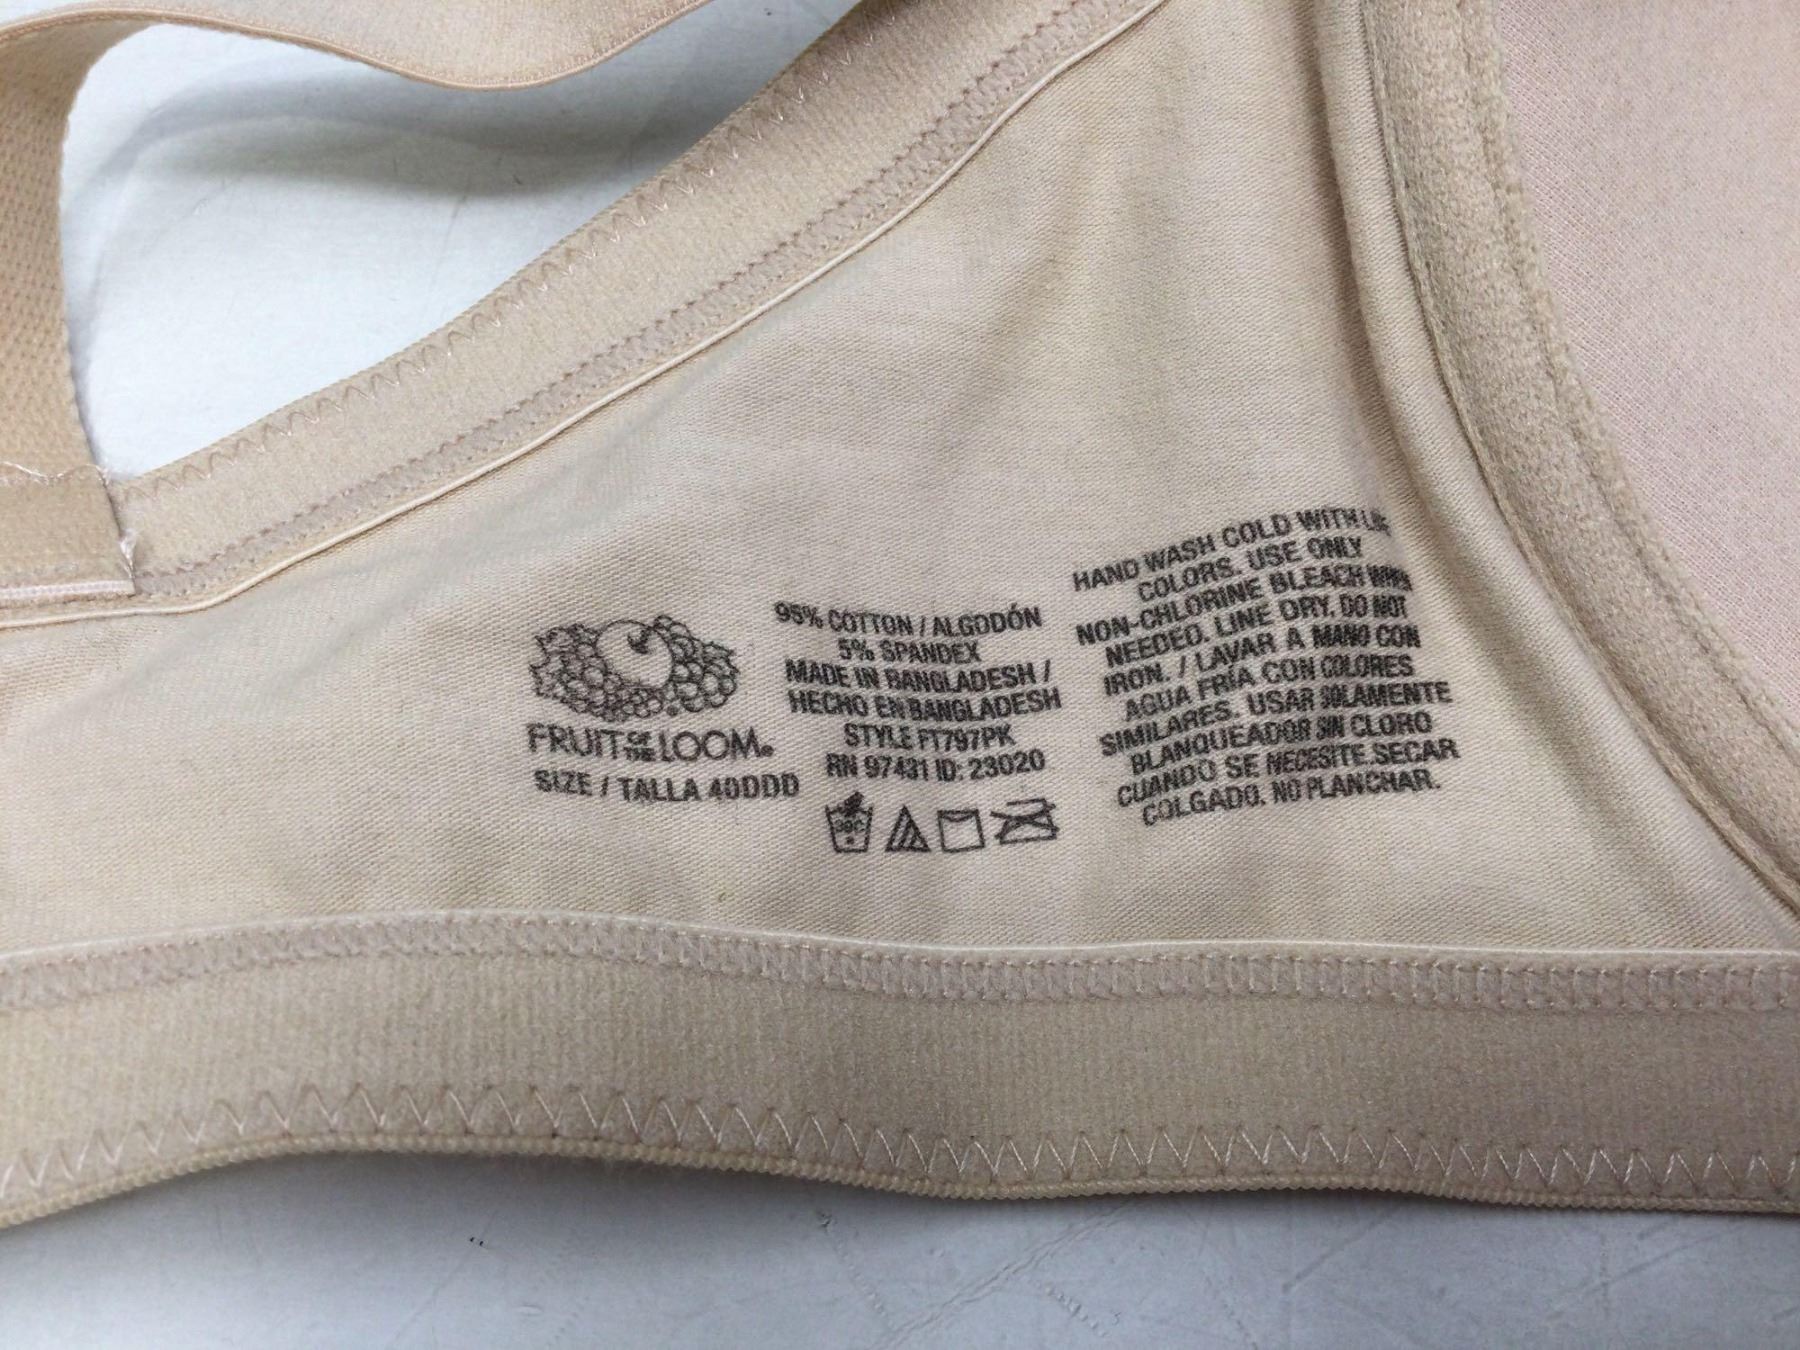 FRUIT OF THE LOOM®
SIZE / TALLA 40DDD
95% COTTON / ALGODÓN
5% SPANDEX
MADE IN BANGLADESH /
HECHO EN BANGLADESH
STYLE FT797PK
RN 97431 ID: 23020
30C
HAND WASH COLD WITH LIKE
COLORS. USE ONLY
NON-CHLORINE BLEACH WHEN
NEEDED. LINE DRY. DO NOT
IRON. / LAVAR A MANO CON
AGUA FRÍA CON COLORES
SIMILARES. USAR SOLAMENTE
BLANQUEADOR SIN CLORO
CUANDO SE NECESITE.SECAR
COLGADO. NO PLANCHAR.